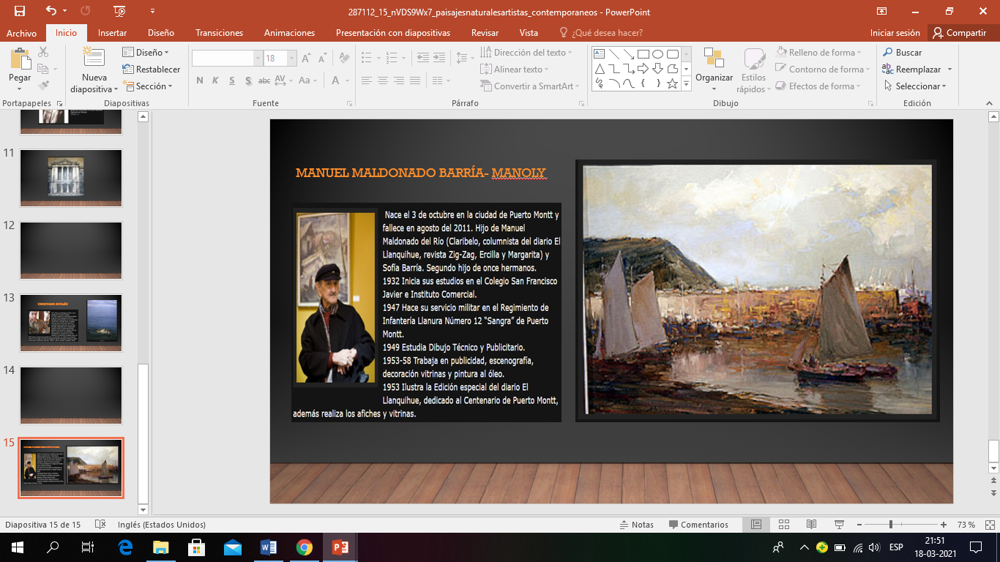 287112_15_nVDS9Wx7_paisajesnaturalesartistas_contemporaneos - PowerPoint
Archivo Inicio Insertar Diseño Transiciones Animaciones Presentación con diapositivas Revisar Vista ¿Qué desea hacer? Iniciar sesión Compartir
Pegar
Portapapeles
Nueva diapositiva
Diseño
Restablecer
Sección
Diapositivas
18
N K S S abc AV Aa A
Fuente
Dirección del texto
Alinear texto
Convertir a SmartArt
Párrafo
Organizar
Estilos rápidos
Relleno de forma
Contorno de forma
Efectos de forma
Dibujo
Buscar
Reemplazar
Seleccionar
Edición
11
12
13
14
15
MANUEL MALDONADO BARRÍA- MANOLY
Nace el 3 de octubre en la ciudad de Puerto Montt y
fallece en agosto del 2011. Hijo de Manuel
Maldonado del Río (Claribelo, columnista del diario El
Llanquihue, revista Zig-Zag, Ercilla y Margarita) y
Sofía Barría. Segundo hijo de once hermanos.
1932 Inicia sus estudios en el Colegio San Francisco
Javier e Instituto Comercial.
1947 Hace su servicio militar en el Regimiento de
Infantería Llanura Número 12 “Sangra” de Puerto
Montt.
1949 Estudia Dibujo Técnico y Publicitario.
1953-58 Trabaja en publicidad, escenografía,
decoración vitrinas y pintura al óleo.
1953 Ilustra la Edición especial del diario El
Llanquihue, dedicado al Centenario de Puerto Montt,
además realiza los afiches y vitrinas.
Diapositiva 15 de 15 Inglés (Estados Unidos) Notas Comentarios 73 %
ESP
21:51
18-03-2021